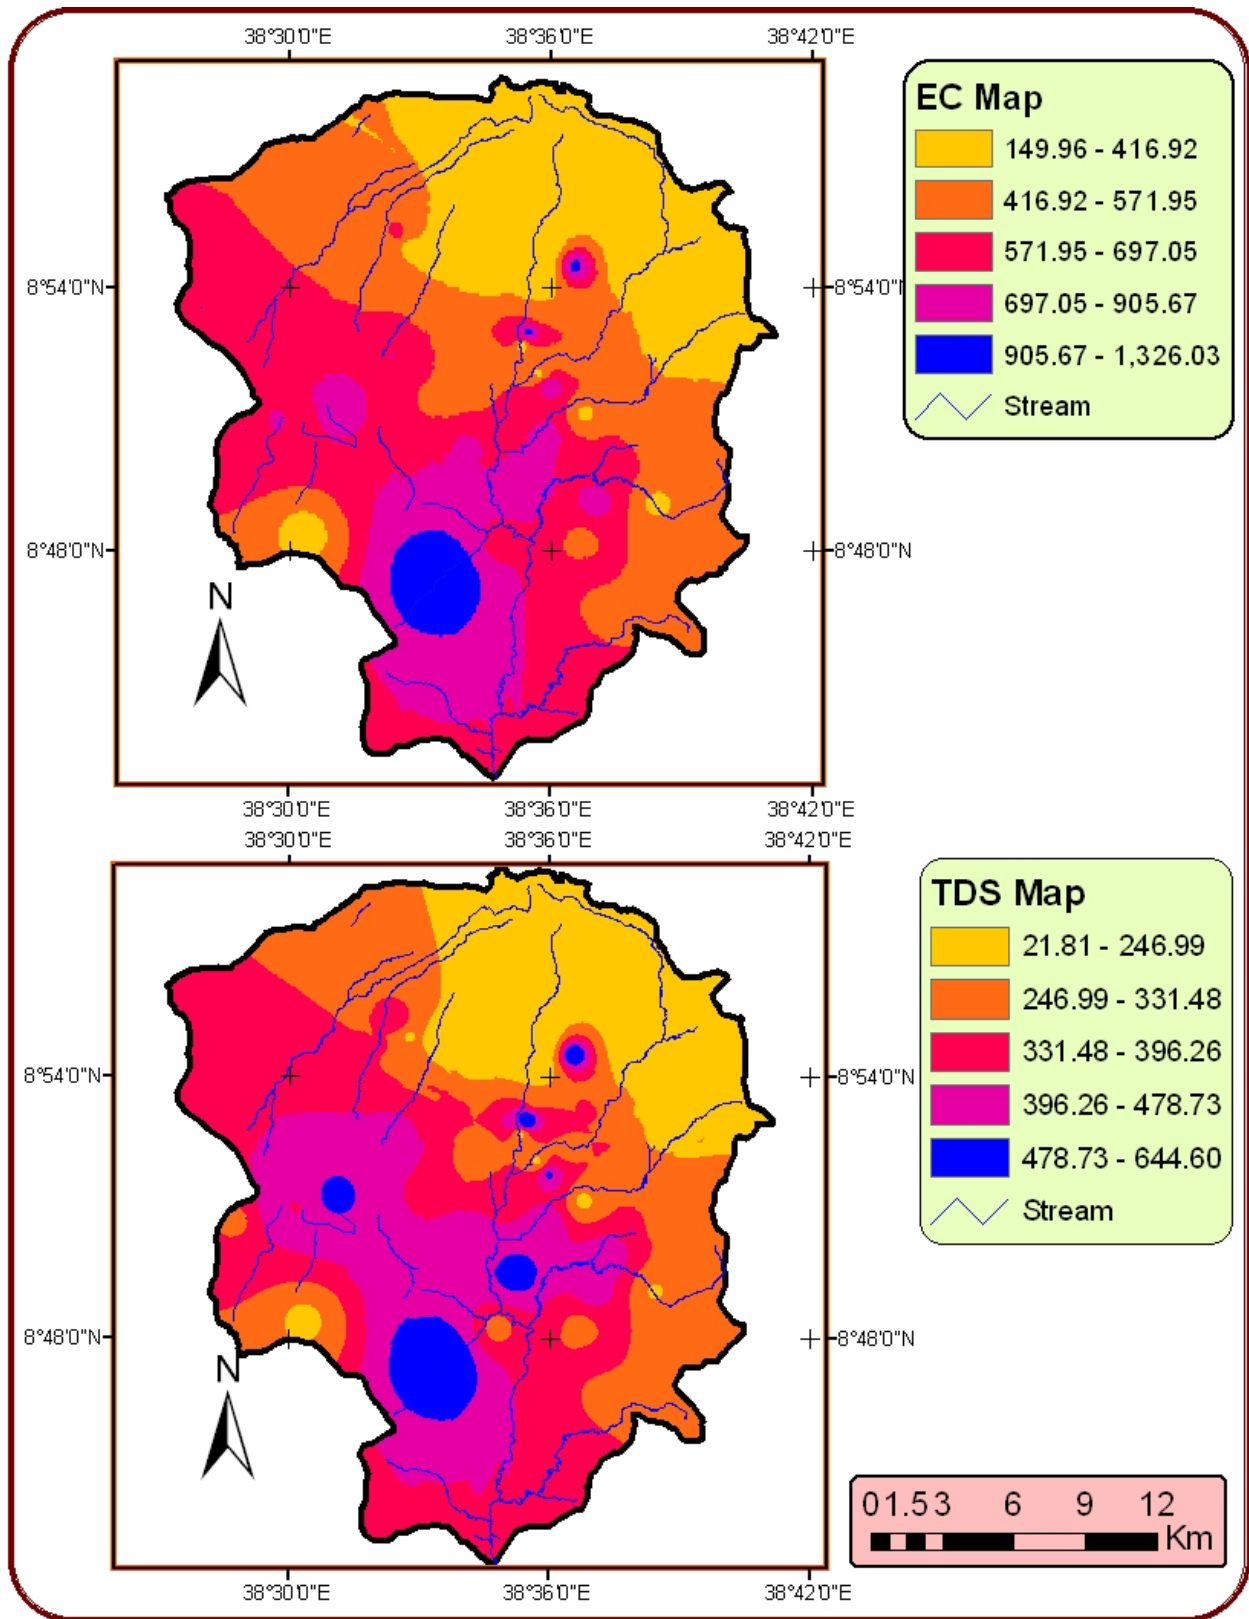 38°30'0"E 38°36'0"E 38°42'0"E
EC Map
149.96 - 416.92
416.92 - 571.95
571.95 - 697.05
697.05 - 905.67
905.67 - 1,326.03
Stream
8°54'0"N 8°54'0"
8°48'0"N 8°48'0"N
N
38°30'0"E 38°36'0"E 38°42'0"E
38°30'0"E 38°36'0"E 38°42'0"E
TDS Map
21.81 - 246.99
246.99 - 331.48
331.48 - 396.26
396.26 - 478.73
478.73 - 644.60
Stream
8°54'0"N 8°54'0"N
8°48'0"N 8°48'0"N
N
0 1.5 3 6 9 12
Km
38°30'0"E 38°36'0"E 38°42'0"E